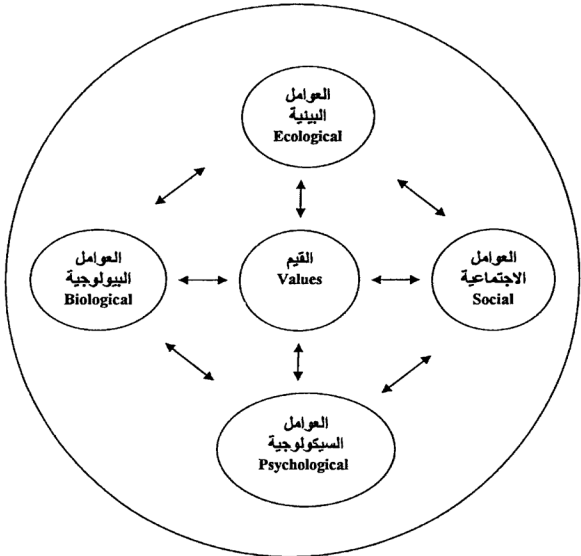 العوامل
البيئية
Ecological
العوامل
البيولوجية
Biological
القيم
Values
العوامل
الاجتماعية
Social
العوامل
السيكولوجية
Psychological